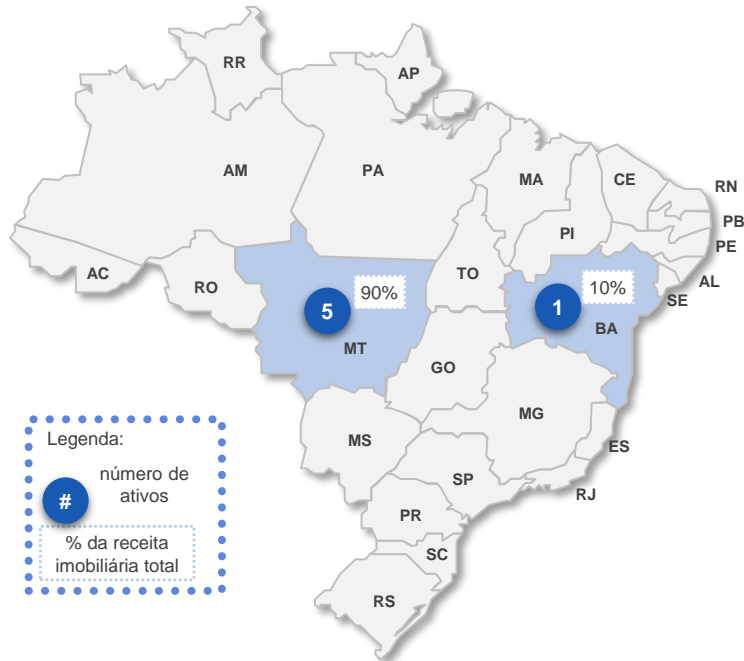 RR
AP
AM
PA
MA
CE
RN
PB
PI
PE
AC
RO
TO
AL
SE
90%
10%
5
1
MT
BA
GO
MG
MS
ES
SP
RJ
PR
SC
RS
Legenda:
#
número de
ativos
% da receita
imobiliária total